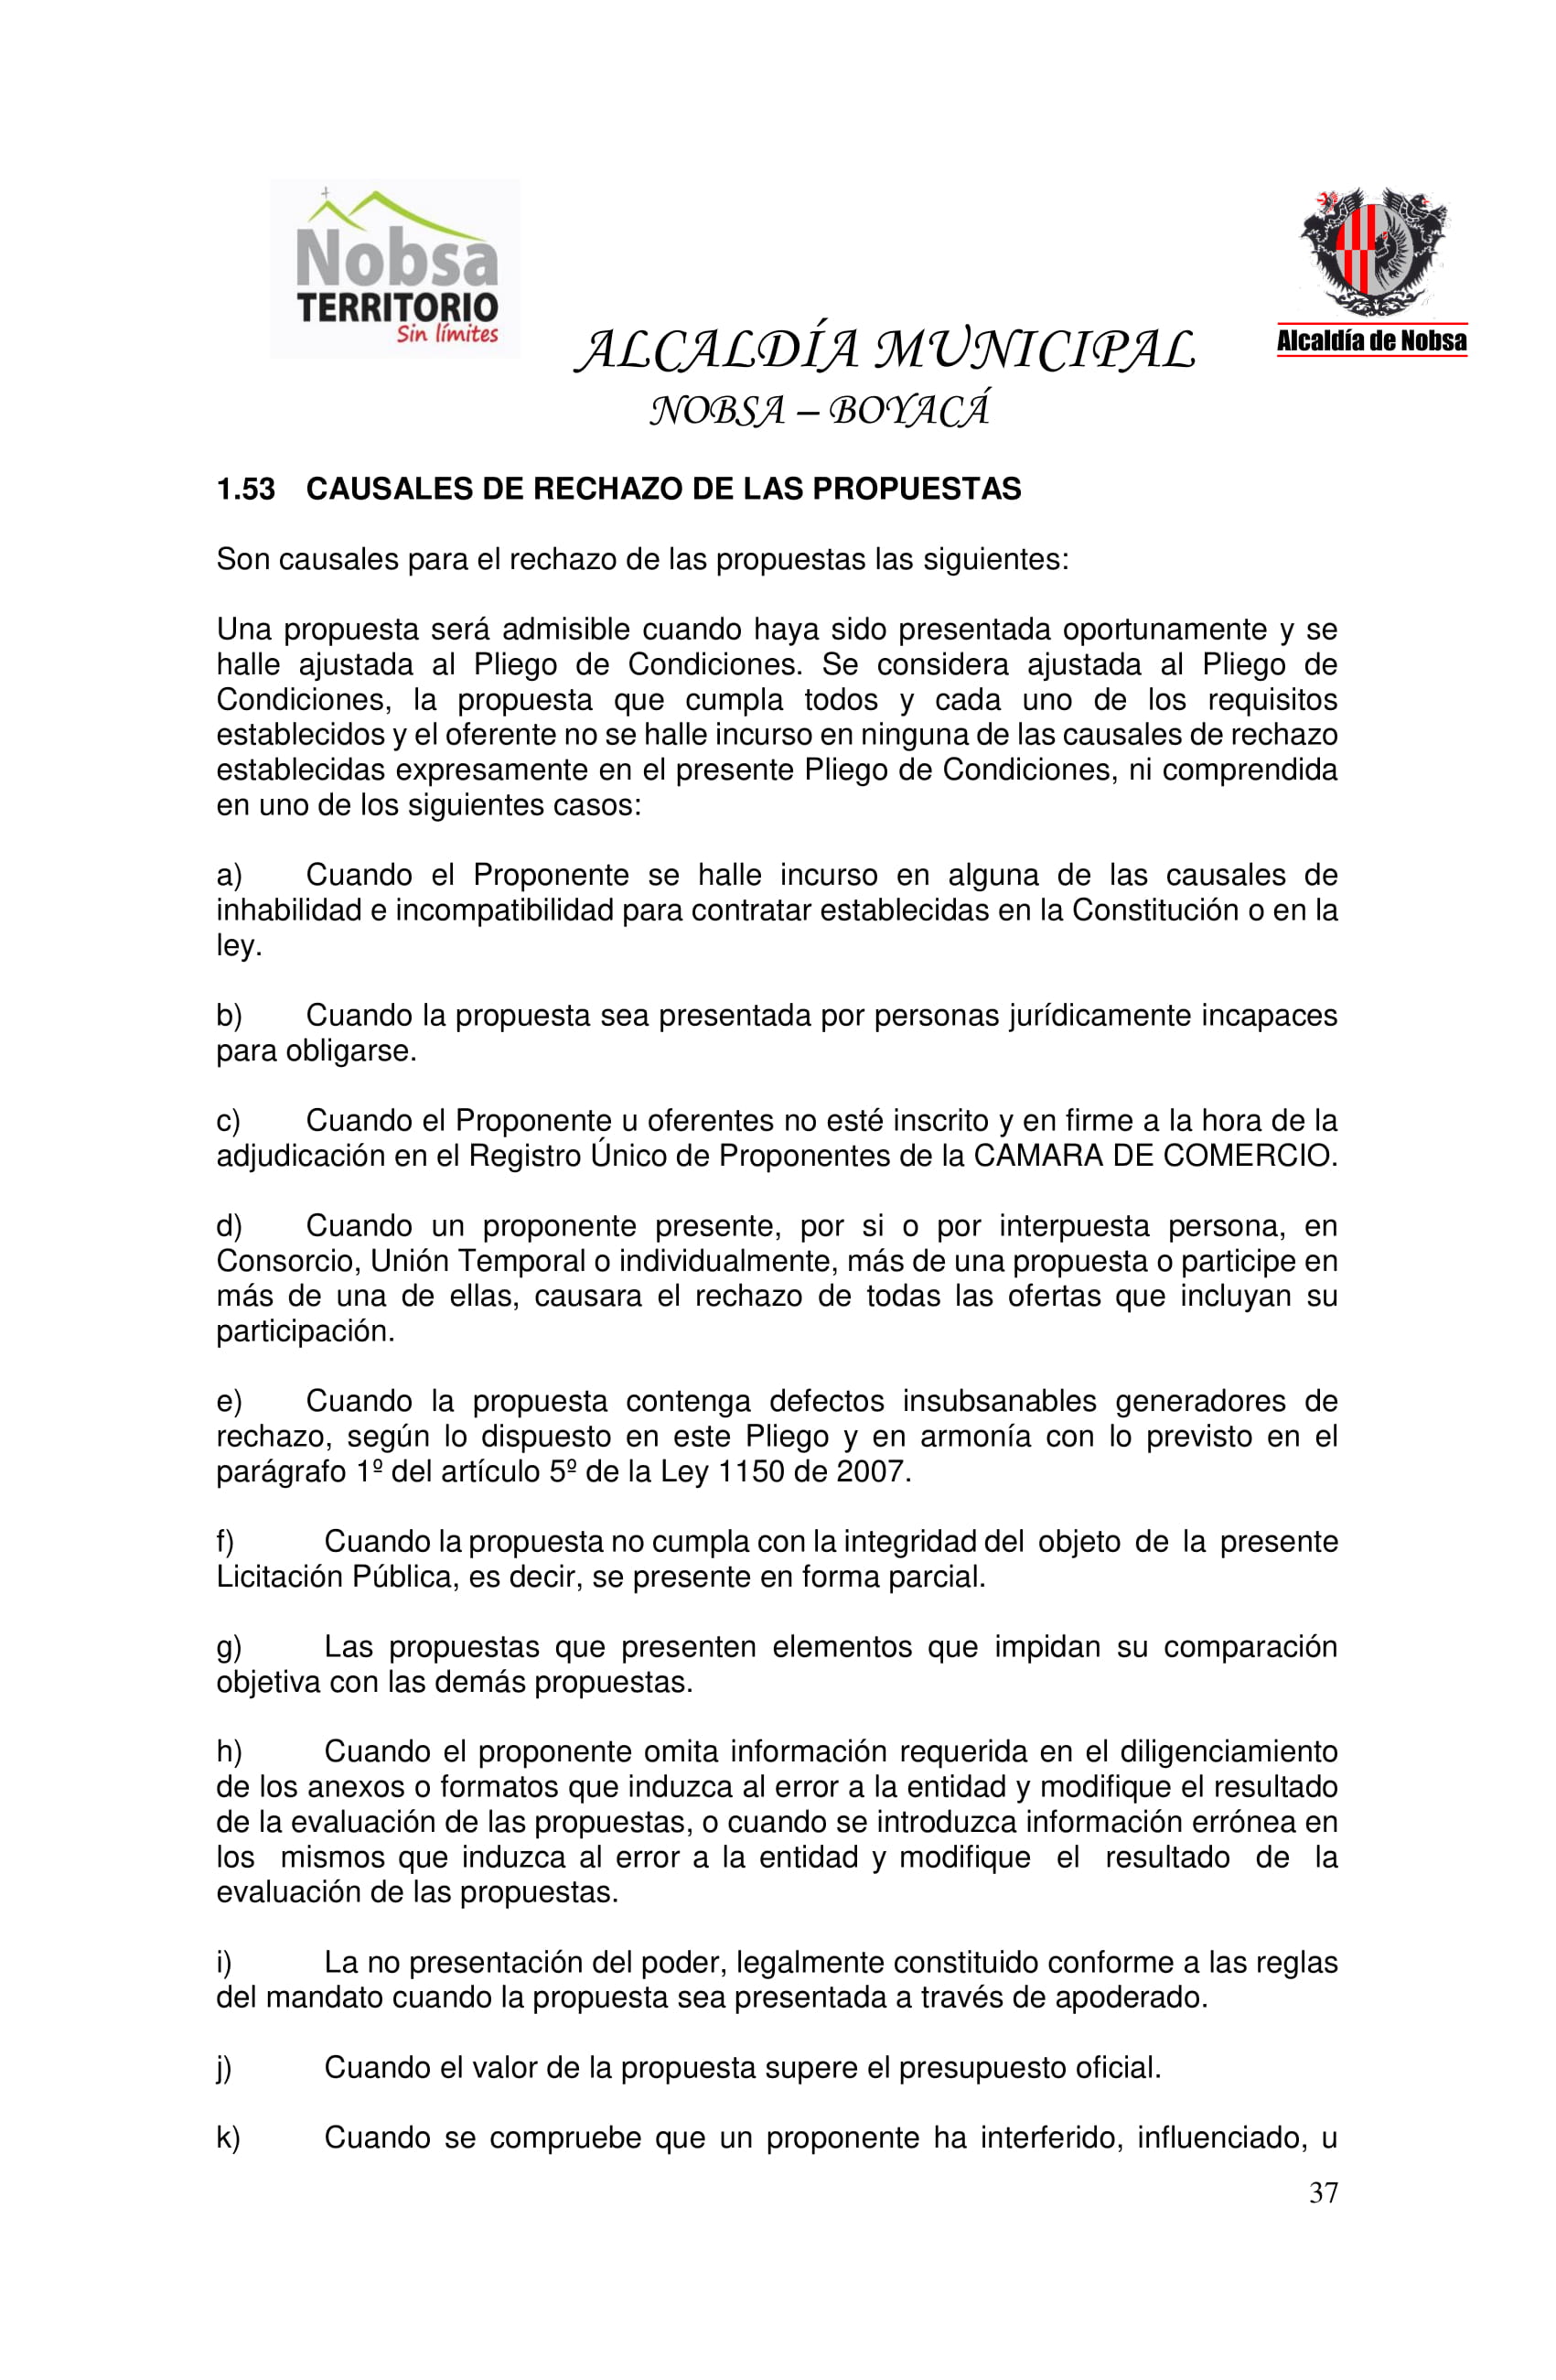 Nobsa
TERRITORIO
Sin límites
Alcaldía de Nobsa
ALCALDÍA MUNICIPAL
NOBSA – BOYACÁ
1.53 CAUSALES DE RECHAZO DE LAS PROPUESTAS
Son causales para el rechazo de las propuestas las siguientes:
Una propuesta será admisible cuando haya sido presentada oportunamente y se
halle ajustada al Pliego de Condiciones. Se considera ajustada al Pliego de
Condiciones, la propuesta que cumpla todos y cada uno de los requisitos
establecidos y el oferente no se halle incurso en ninguna de las causales de rechazo
establecidas expresamente en el presente Pliego de Condiciones, ni comprendida
en uno de los siguientes casos:
a) Cuando el Proponente se halle incurso en alguna de las causales de
inhabilidad e incompatibilidad para contratar establecidas en la Constitución o en la
ley.
b) Cuando la propuesta sea presentada por personas jurídicamente incapaces
para obligarse.
c) Cuando el Proponente u oferentes no esté inscrito y en firme a la hora de la
adjudicación en el Registro Único de Proponentes de la CAMARA DE COMERCIO.
d) Cuando un proponente presente, por si o por interpuesta persona, en
Consorcio, Unión Temporal o individualmente, más de una propuesta o participe en
más de una de ellas, causara el rechazo de todas las ofertas que incluyan su
participación.
e) Cuando la propuesta contenga defectos insubsanables generadores de
rechazo, según lo dispuesto en este Pliego y en armonía con lo previsto en el
parágrafo 1º del artículo 5º de la Ley 1150 de 2007.
f) Cuando la propuesta no cumpla con la integridad del objeto de la presente
Licitación Pública, es decir, se presente en forma parcial.
g) Las propuestas que presenten elementos que impidan su comparación
objetiva con las demás propuestas.
h) Cuando el proponente omita información requerida en el diligenciamiento
de los anexos o formatos que induzca al error a la entidad y modifique el resultado
de la evaluación de las propuestas, o cuando se introduzca información errónea en
los mismos que induzca al error a la entidad y modifique el resultado de la
evaluación de las propuestas.
i) La no presentación del poder, legalmente constituido conforme a las reglas
del mandato cuando la propuesta sea presentada a través de apoderado.
j) Cuando el valor de la propuesta supere el presupuesto oficial.
k) Cuando se compruebe que un proponente ha interferido, influenciado, u
37